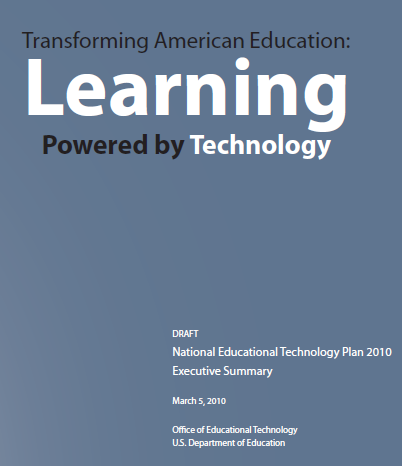 Transforming American Education:
Learning
Powered by Technology
DRAFT
National Educational Technology Plan 2010
Executive Summary
March 5, 2010
Office of Educational Technology
U.S. Department of Education